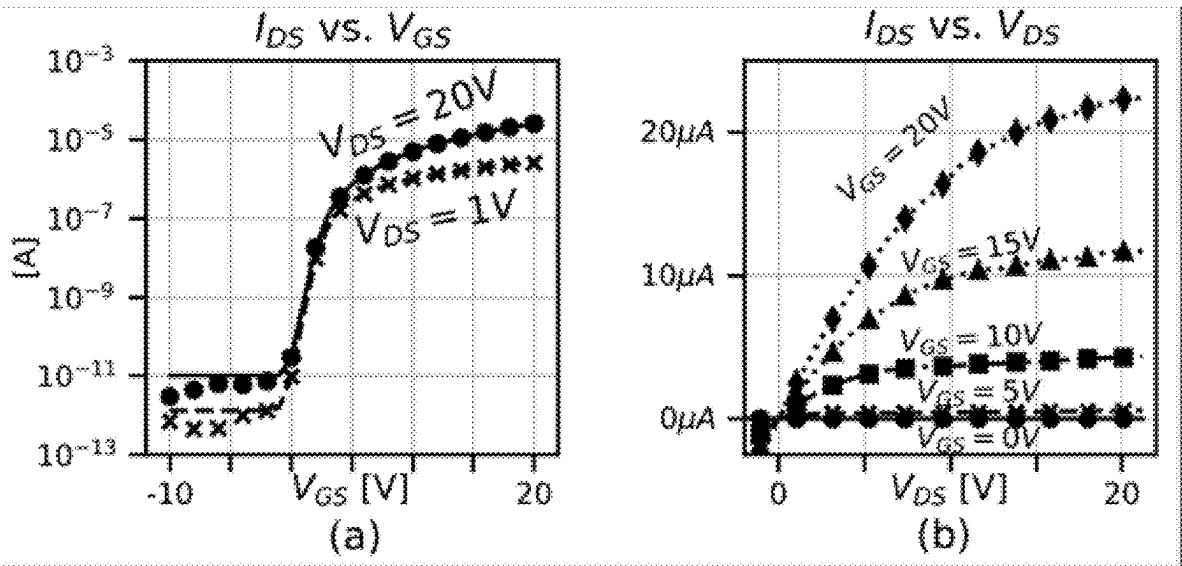 I_DS vs. V_GS
10⁻³
10⁻⁵
10⁻⁷
10⁻⁹
10⁻¹¹
10⁻¹³
[A]
V_DS = 20V
V_DS = 1V
-10
V_GS [V]
20
(a)
I_DS vs. V_DS
20μA
10μA
0μA
V_GS = 20V
V_GS = 15V
V_GS = 10V
V_GS = 5V
V_GS = 0V
0
V_DS [V]
20
(b)